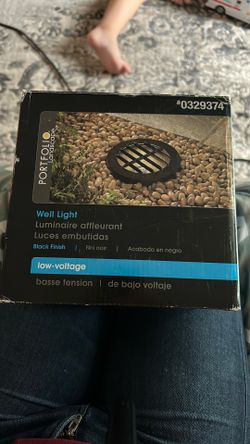 #0329374
PORTFOLIO
Landscape
Well Light
Luminaire affleurant
Luces embutidas
Black Finish | Fini noir | Acabado en negro
low-voltage
basse tension | de bajo voltaje